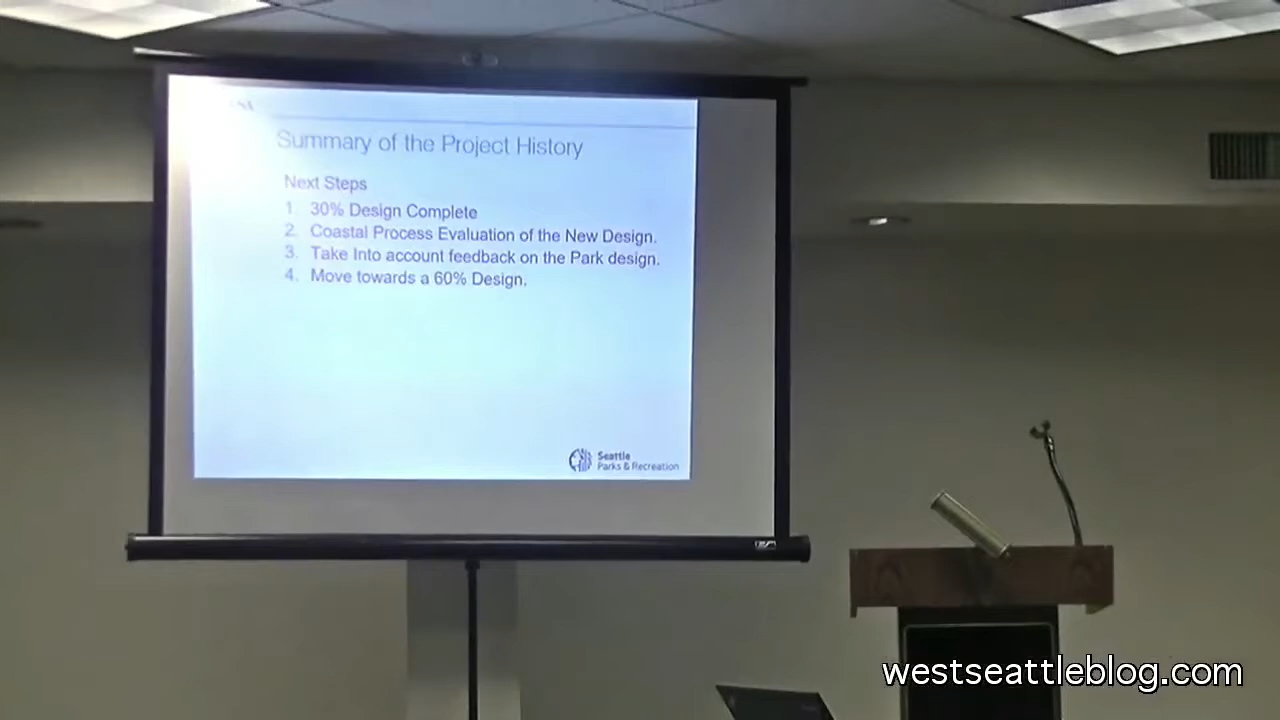 Summary of the Project History
Next Steps
1. 30% Design Complete
2. Coastal Process Evaluation of the New Design.
3. Take Into account feedback on the Park design.
4. Move towards a 60% Design.
Seattle
Parks & Recreation
westseattleblog.com